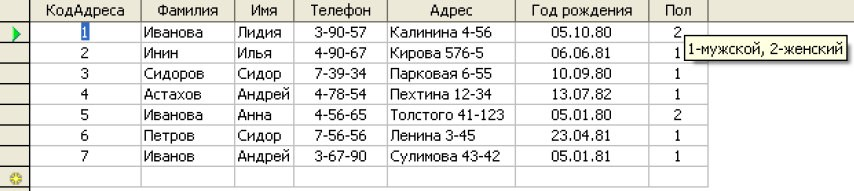 КодАдреса Фамилия Имя Телефон Адрес Год рождения Пол
1 Иванова Лидия 3-90-57 Калинина 4-56 05.10.80 2
2 Инин Илья 4-90-67 Кирова 576-5 06.06.81 1
1-мужской, 2-женский
3 Сидоров Сидор 7-39-34 Парковая 6-55 10.09.80 1
4 Астахов Андрей 4-78-54 Пехтина 12-34 13.07.82 1
5 Иванова Анна 4-56-65 Толстого 41-123 05.01.80 2
6 Петров Сидор 7-56-56 Ленина 3-45 23.04.81 1
7 Иванов Андрей 3-67-90 Сулимова 43-42 05.01.81 1